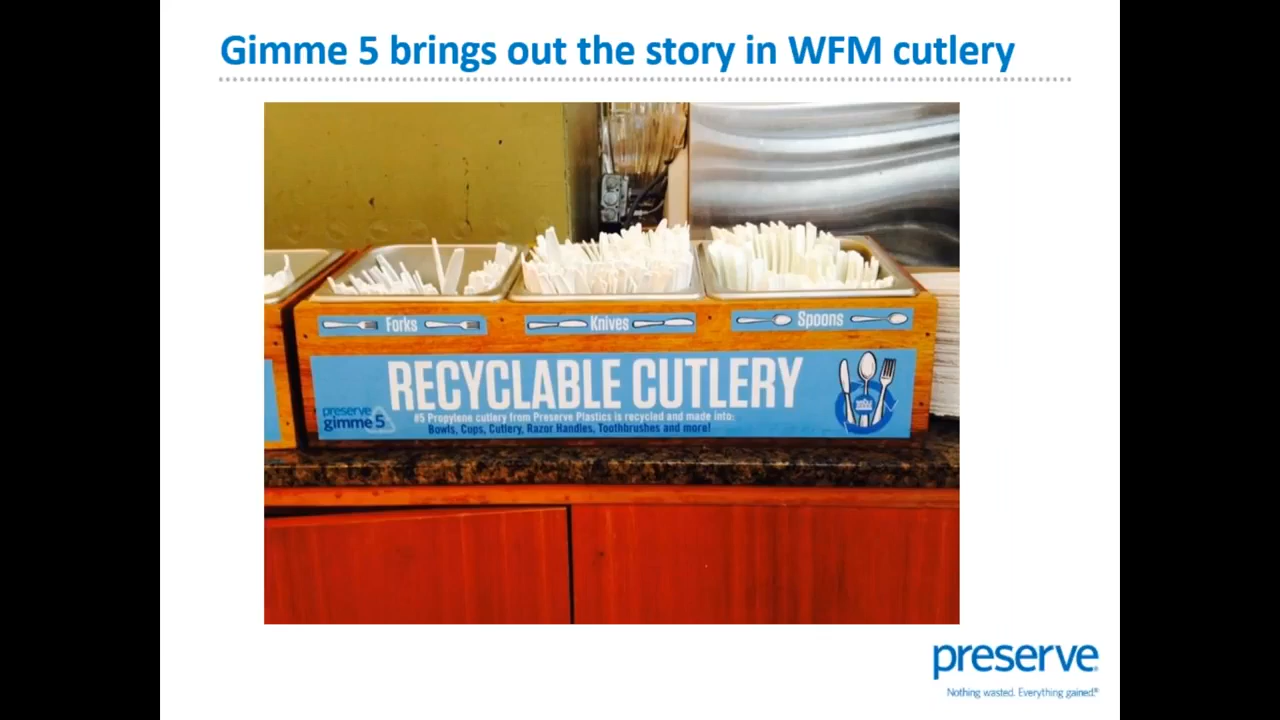 Gimme 5 brings out the story in WFM cutlery
Forks
Knives
Spoons
RECYCLABLE CUTLERY
preserve
gimme 5
#5 Propylene cutlery from Preserve Plastics is recycled and made into:
Bowls, Cups, Cutlery, Razor Handles, Toothbrushes and more!
preserve®
Nothing wasted. Everything gained.®